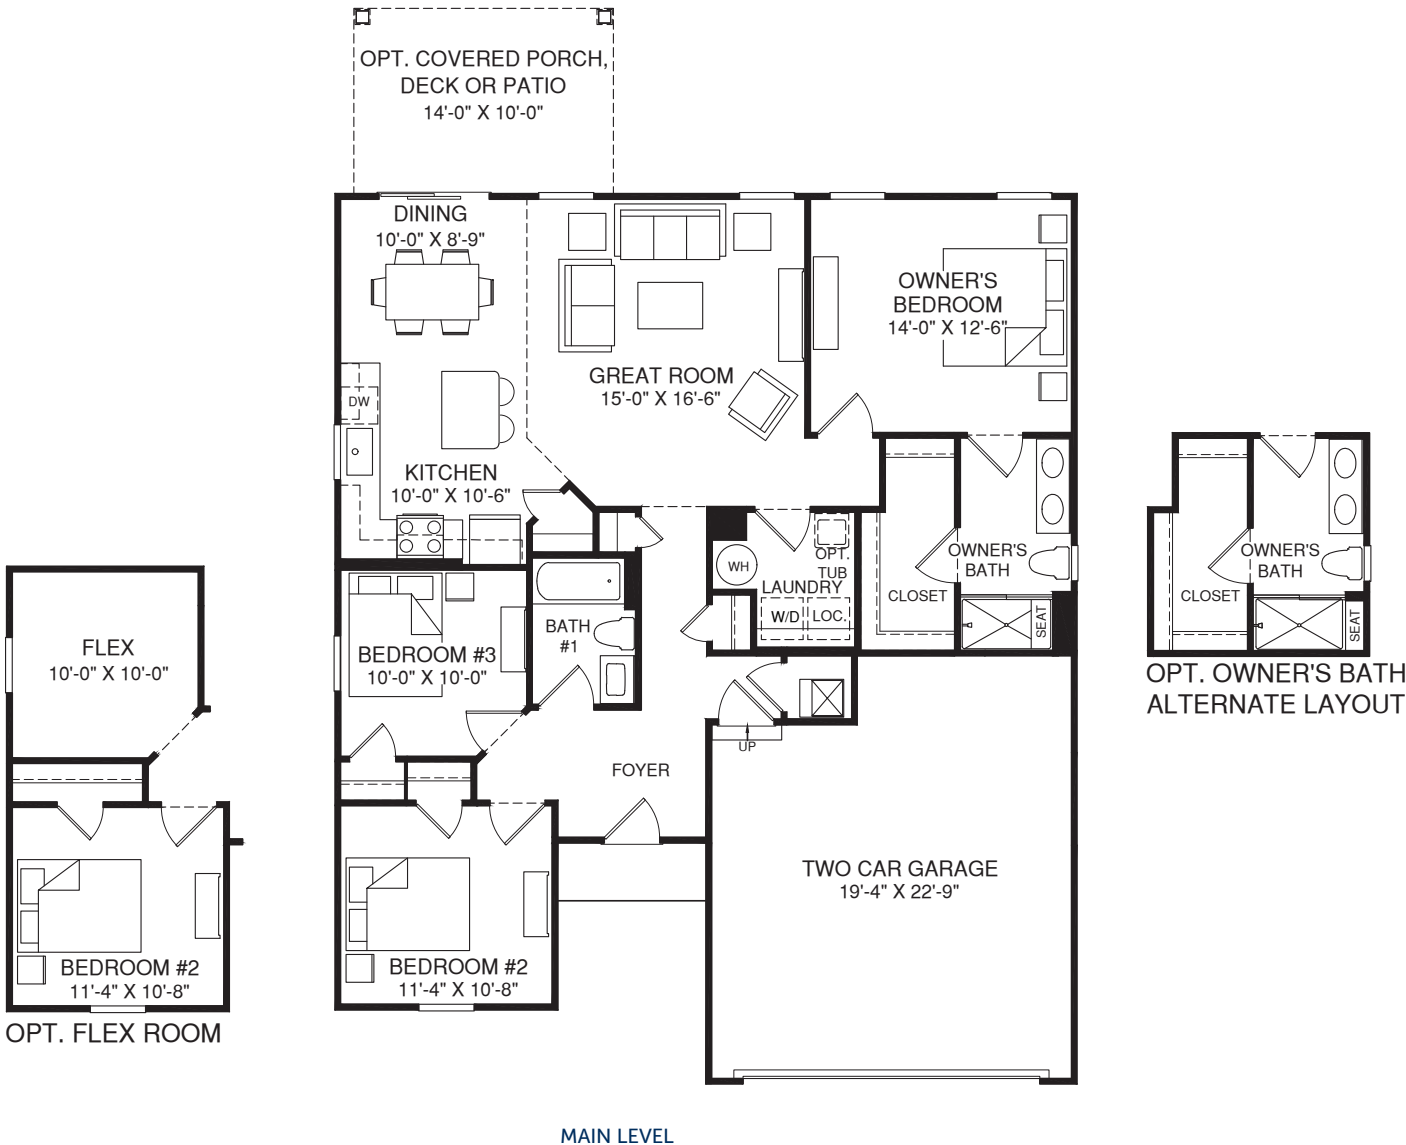 OPT. COVERED PORCH,
DECK OR PATIO
14'-0" X 10'-0"
DINING
10'-0" X 8'-9"
OWNER'S
BEDROOM
14'-0" X 12'-6"
GREAT ROOM
15'-0" X 16'-6"
DW
KITCHEN
10'-0" X 10'-6"
OPT.
TUB
WH
LAUNDRY
W/D
LOC.
CLOSET
OWNER'S
BATH
SEAT
BATH
#1
BEDROOM #3
10'-0" X 10'-0"
UP
FOYER
TWO CAR GARAGE
19'-4" X 22'-9"
BEDROOM #2
11'-4" X 10'-8"
FLEX
10'-0" X 10'-0"
BEDROOM #2
11'-4" X 10'-8"
OPT. FLEX ROOM
OWNER'S
BATH
CLOSET
SEAT
OPT. OWNER'S BATH
ALTERNATE LAYOUT
MAIN LEVEL